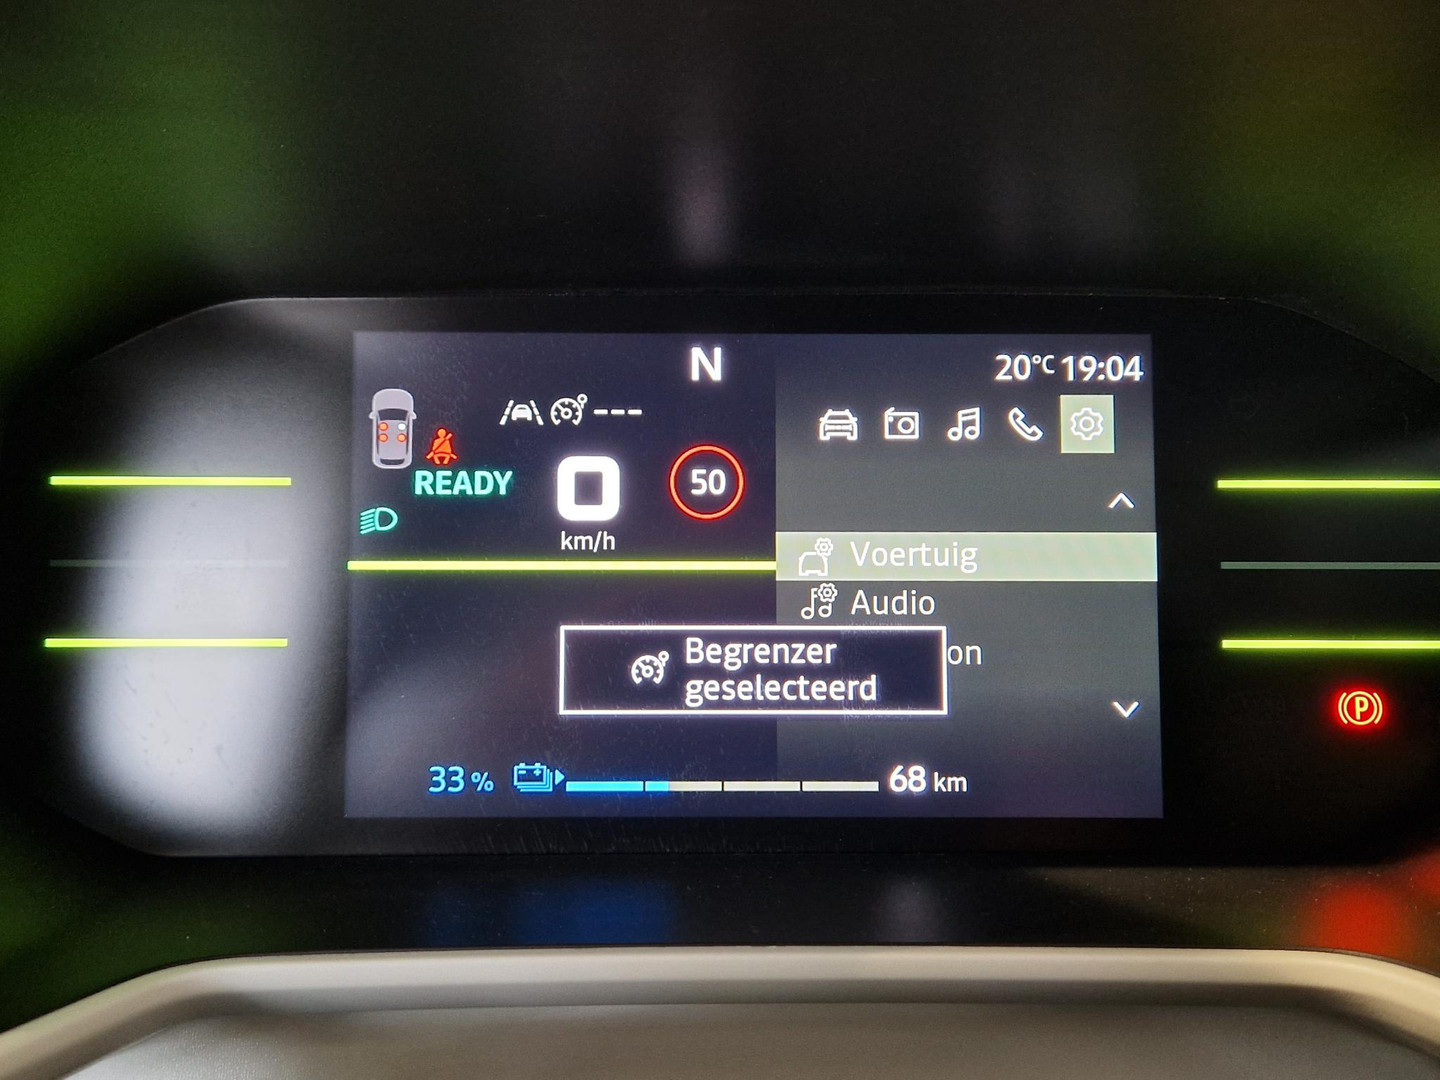 N
20°C 19:04
---
READY
0
50
km/h
Voertuig
Audio
on
Begrenzer
geselecteerd
33 %
68 km
P